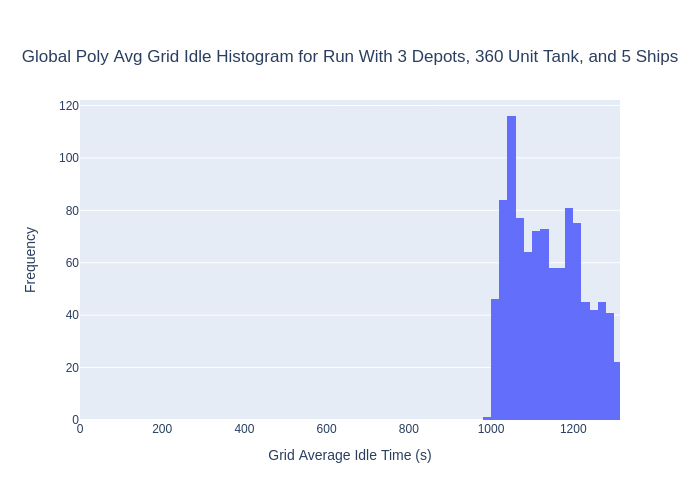 Global Poly Avg Grid Idle Histogram for Run With 3 Depots, 360 Unit Tank, and 5 Ships
120
100
80
60
40
20
0
Frequency
0 200 400 600 800 1000 1200
Grid Average Idle Time (s)